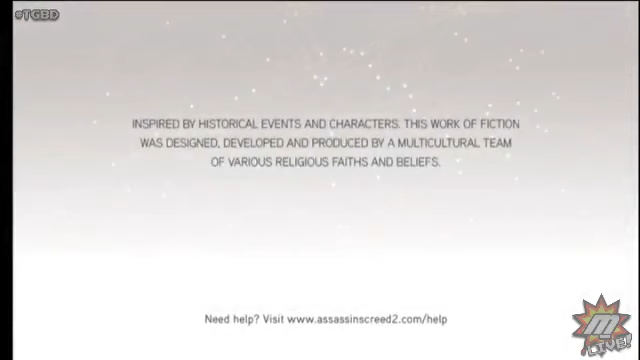 #TGBD
INSPIRED BY HISTORICAL EVENTS AND CHARACTERS. THIS WORK OF FICTION
WAS DESIGNED, DEVELOPED AND PRODUCED BY A MULTICULTURAL TEAM
OF VARIOUS RELIGIOUS FAITHS AND BELIEFS.
Need help? Visit www.assassinscreed2.com/help
M
LIVE!